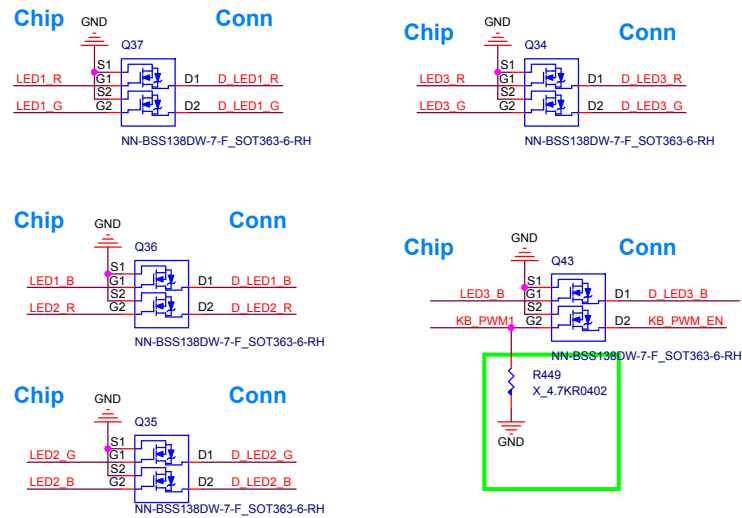 Chip
GND
Conn
Q37
S1
LED1_R G1 D1 D_LED1_R
S2
LED1_G G2 D2 D_LED1_G
NN-BSS138DW-7-F_SOT363-6-RH
Chip
GND
Conn
Q34
S1
LED3_R G1 D1 D_LED3_R
S2
LED3_G G2 D2 D_LED3_G
NN-BSS138DW-7-F_SOT363-6-RH
Chip
GND
Conn
Q36
S1
LED1_B G1 D1 D_LED1_B
S2
LED2_R G2 D2 D_LED2_R
NN-BSS138DW-7-F_SOT363-6-RH
Chip
GND
Conn
Q43
S1
LED3_B G1 D1 D_LED3_B
S2
KB_PWM1 G2 D2 KB_PWM_EN
NN-BSS138DW-7-F_SOT363-6-RH
R449
X_4.7KR0402
GND
Chip
GND
Conn
Q35
S1
LED2_G G1 D1 D_LED2_G
S2
LED2_B G2 D2 D_LED2_B
NN-BSS138DW-7-F_SOT363-6-RH